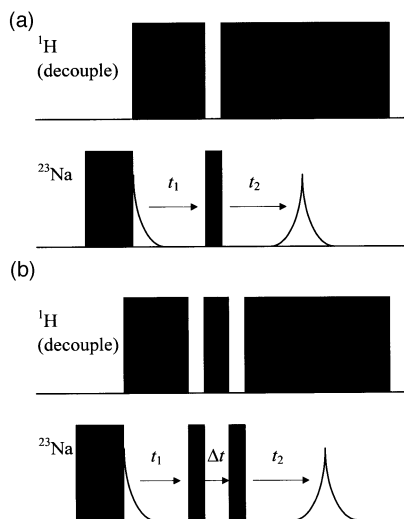 (a)
¹H
(decouple)
²³Na
t₁
t₂
(b)
¹H
(decouple)
²³Na
t₁
Δt
t₂